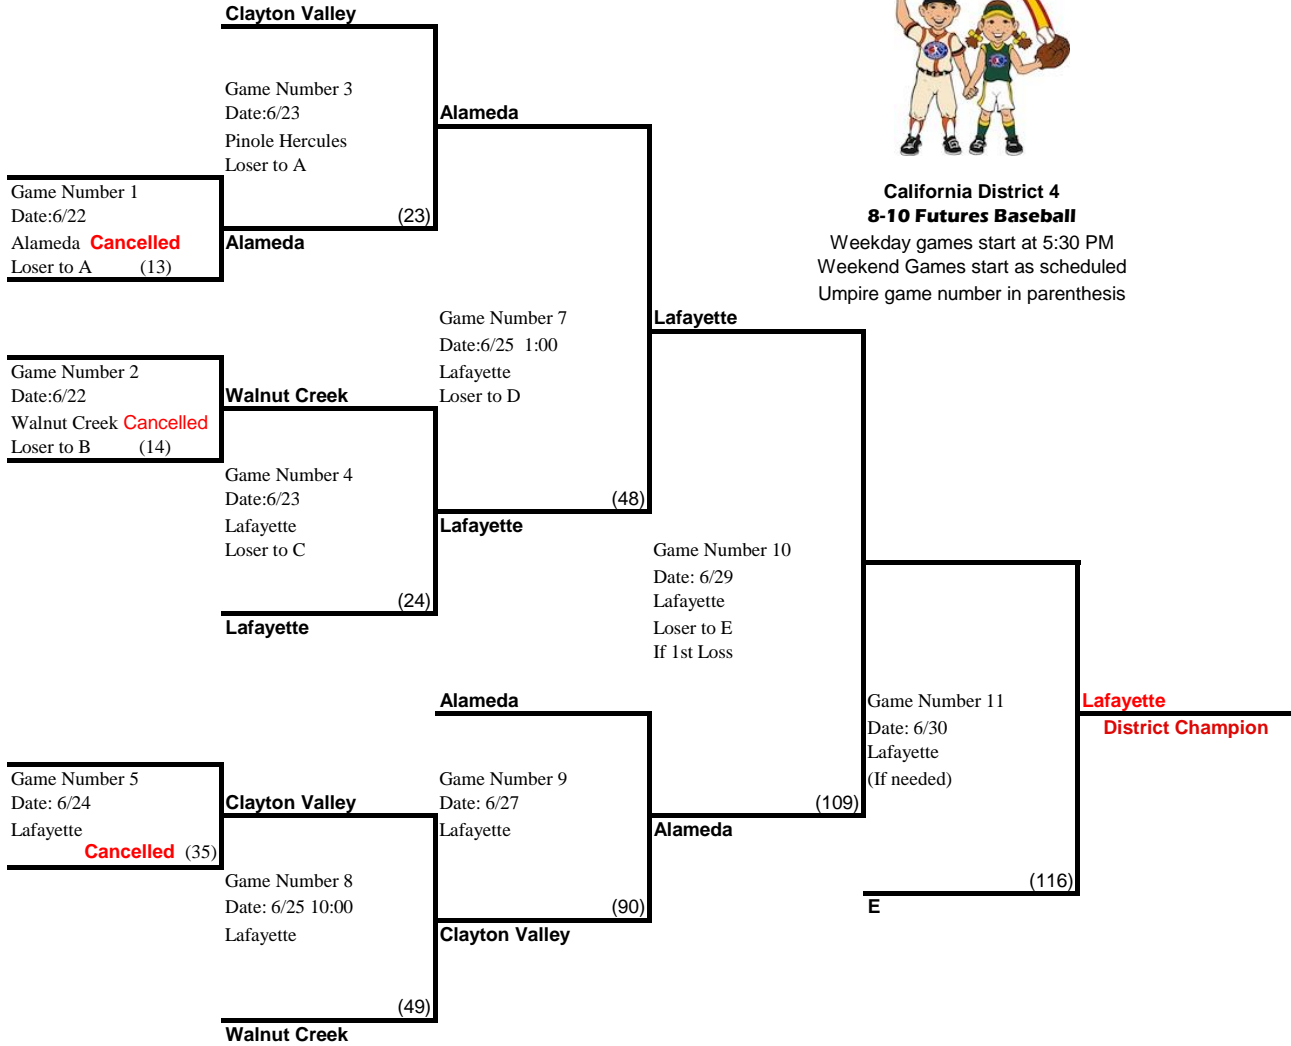 Clayton Valley
Game Number 3
Date:6/23
Pinole Hercules
Loser to A
(23)
Alameda
Alameda
Game Number 1
Date:6/22
Alameda Cancelled
Loser to A (13)
California District 4
8-10 Futures Baseball
Weekday games start at 5:30 PM
Weekend Games start as scheduled
Umpire game number in parenthesis
Game Number 7
Date:6/25 1:00
Lafayette
Loser to D
(48)
Lafayette
Game Number 2
Date:6/22
Walnut Creek Cancelled
Loser to B (14)
Walnut Creek
Game Number 4
Date:6/23
Lafayette
Loser to C
(24)
Lafayette
Lafayette
Game Number 10
Date: 6/29
Lafayette
Loser to E
If 1st Loss
(109)
Alameda
Game Number 11
Date: 6/30
Lafayette
(If needed)
(116)
E
Lafayette
District Champion
Game Number 5
Date: 6/24
Lafayette
Cancelled (35)
Clayton Valley
Game Number 9
Date: 6/27
Lafayette
(90)
Alameda
Game Number 8
Date: 6/25 10:00
Lafayette
(49)
Clayton Valley
Walnut Creek